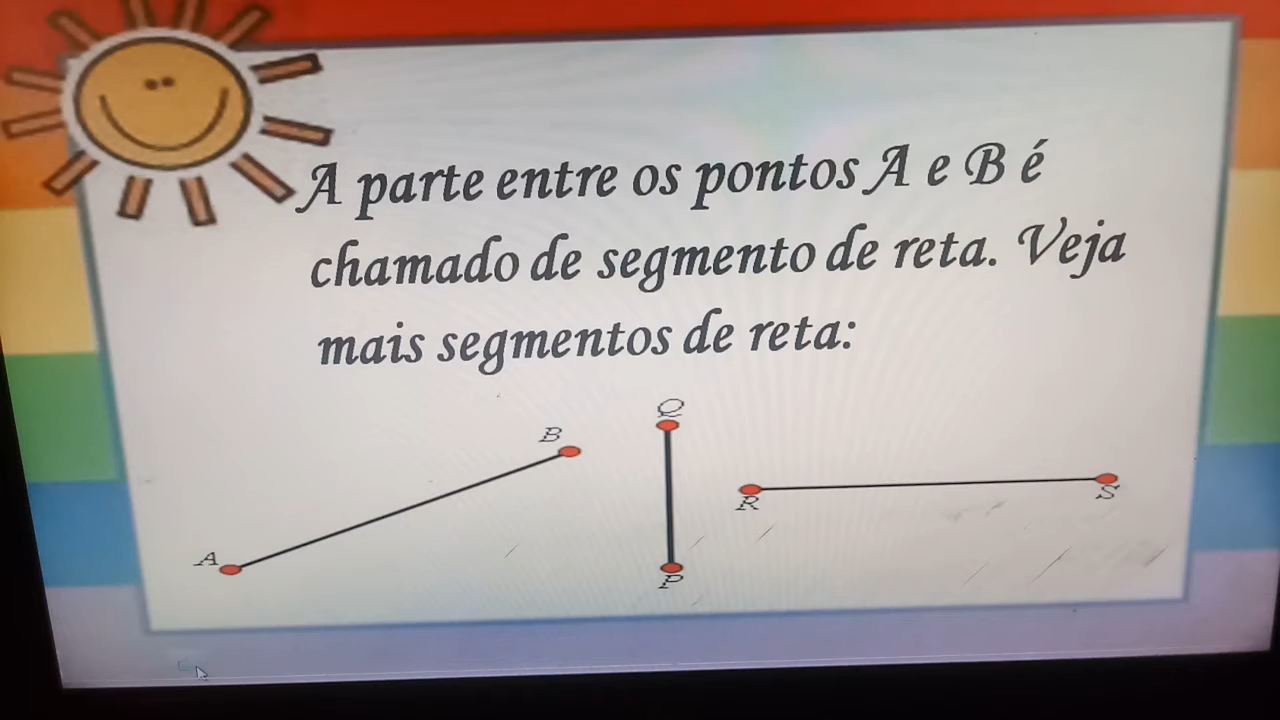 A parte entre os pontos A e B é
chamado de segmento de reta. Veja
mais segmentos de reta:
Q
B
R
S
A
P